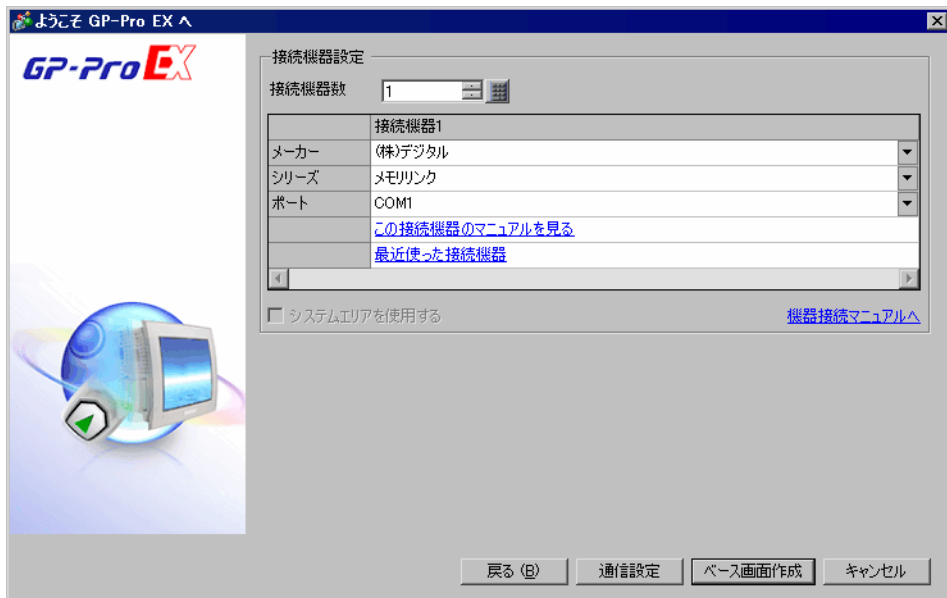 ようこそ GP-Pro EX へ
GP-Pro EX
接続機器設定
接続機器数 1
接続機器1
メーカー (株)デジタル
シリーズ メモリリンク
ポート COM1
この接続機器のマニュアルを見る
最近使った接続機器
システムエリアを使用する 機器接続マニュアルへ
戻る (B) 通信設定 ベース画面作成 キャンセル